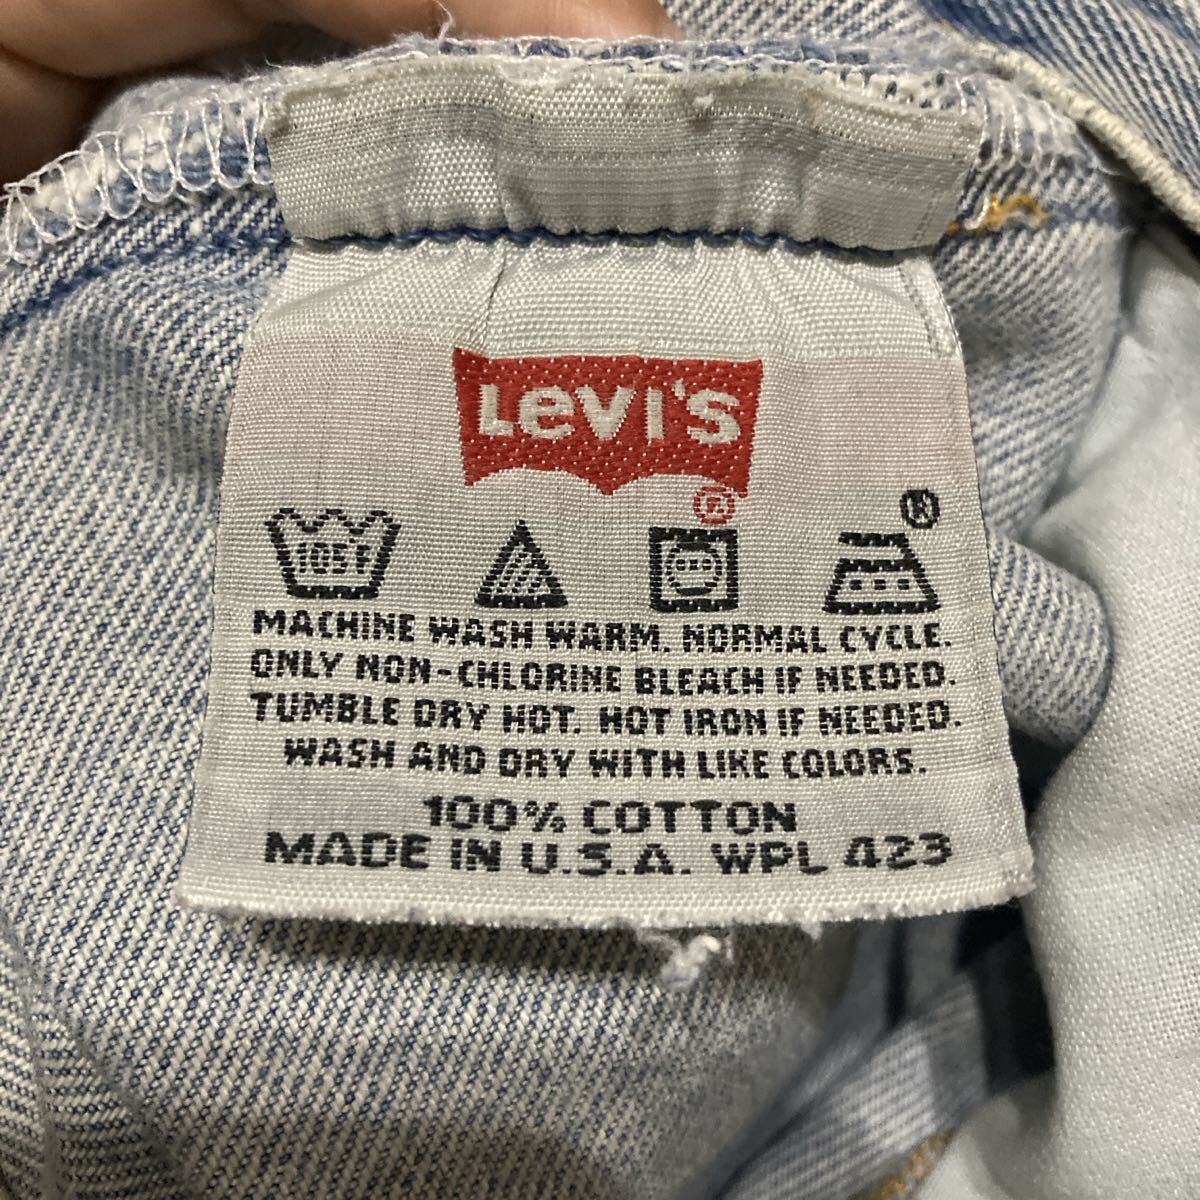 Levi's
®
®
105F
MACHINE WASH WARM. NORMAL CYCLE.
ONLY NON-CHLORINE BLEACH IF NEEDED.
TUMBLE DRY HOT. HOT IRON IF NEEDED.
WASH AND DRY WITH LIKE COLORS.
100% COTTON
MADE IN U.S.A. WPL 423